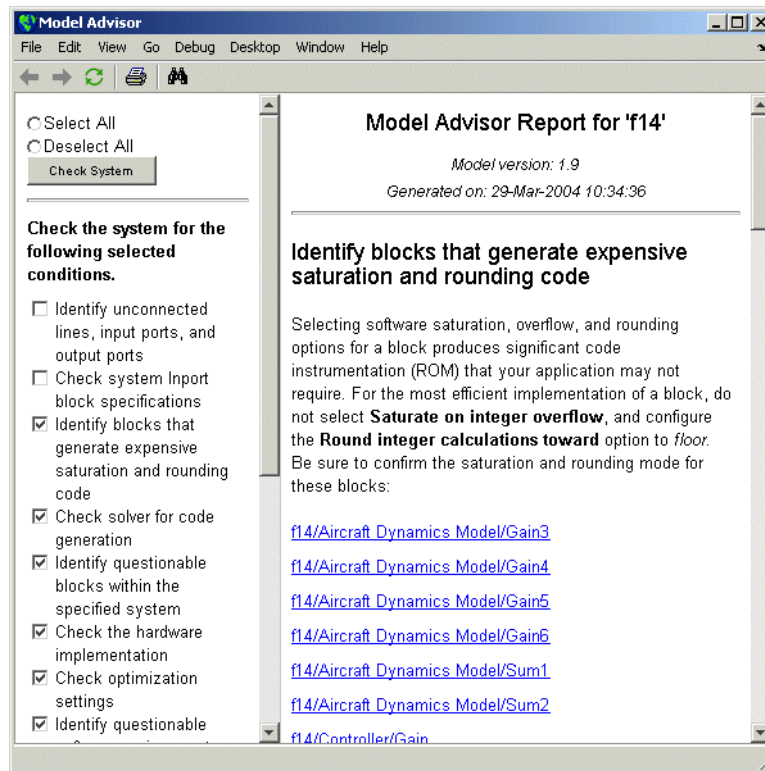 Model Advisor
File Edit View Go Debug Desktop Window Help
Select All
Deselect All
Check System
Check the system for the
following selected
conditions.
Identify unconnected
lines, input ports, and
output ports
Check system Inport
block specifications
Identify blocks that
generate expensive
saturation and rounding
code
Check solver for code
generation
Identify questionable
blocks within the
specified system
Check the hardware
implementation
Check optimization
settings
Identify questionable
Model Advisor Report for 'f14'
Model version: 1.9
Generated on: 29-Mar-2004 10:34:36
Identify blocks that generate expensive
saturation and rounding code
Selecting software saturation, overflow, and rounding
options for a block produces significant code
instrumentation (ROM) that your application may not
require. For the most efficient implementation of a block, do
not select Saturate on integer overflow, and configure
the Round integer calculations toward option to floor.
Be sure to confirm the saturation and rounding mode for
these blocks:
f14/Aircraft Dynamics Model/Gain3
f14/Aircraft Dynamics Model/Gain4
f14/Aircraft Dynamics Model/Gain5
f14/Aircraft Dynamics Model/Gain6
f14/Aircraft Dynamics Model/Sum1
f14/Aircraft Dynamics Model/Sum2
f14/Controller/Gain